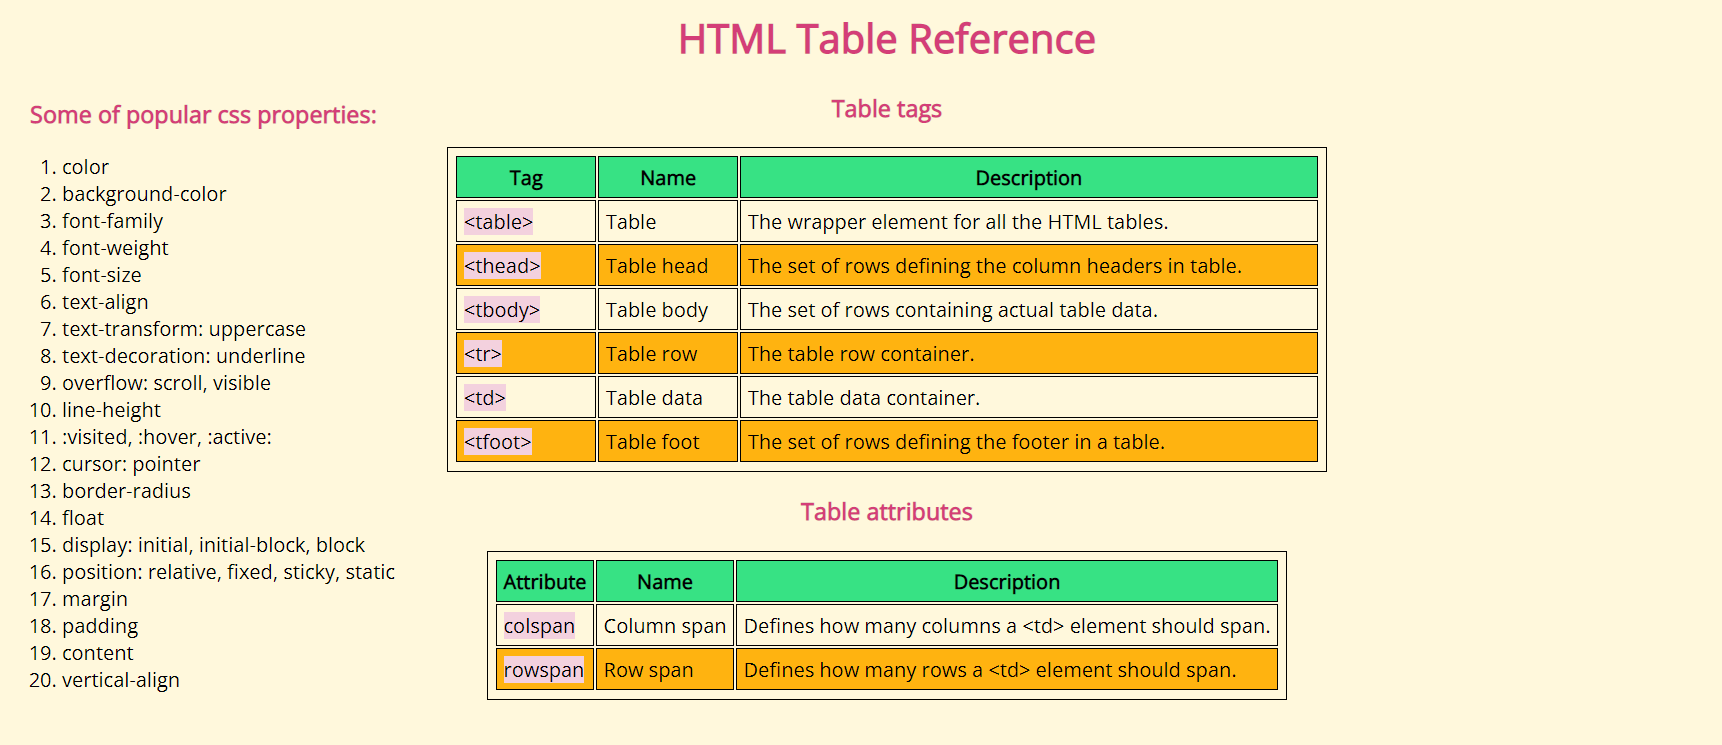 HTML Table Reference
Some of popular css properties:
1. color
2. background-color
3. font-family
4. font-weight
5. font-size
6. text-align
7. text-transform: uppercase
8. text-decoration: underline
9. overflow: scroll, visible
10. line-height
11. :visited, :hover, :active:
12. cursor: pointer
13. border-radius
14. float
15. display: initial, initial-block, block
16. position: relative, fixed, sticky, static
17. margin
18. padding
19. content
20. vertical-align
Table tags
Tag Name Description
<table> Table The wrapper element for all the HTML tables.
<thead> Table head The set of rows defining the column headers in table.
<tbody> Table body The set of rows containing actual table data.
<tr> Table row The table row container.
<td> Table data The table data container.
<tfoot> Table foot The set of rows defining the footer in a table.
Table attributes
Attribute Name Description
colspan Column span Defines how many columns a <td> element should span.
rowspan Row span Defines how many rows a <td> element should span.